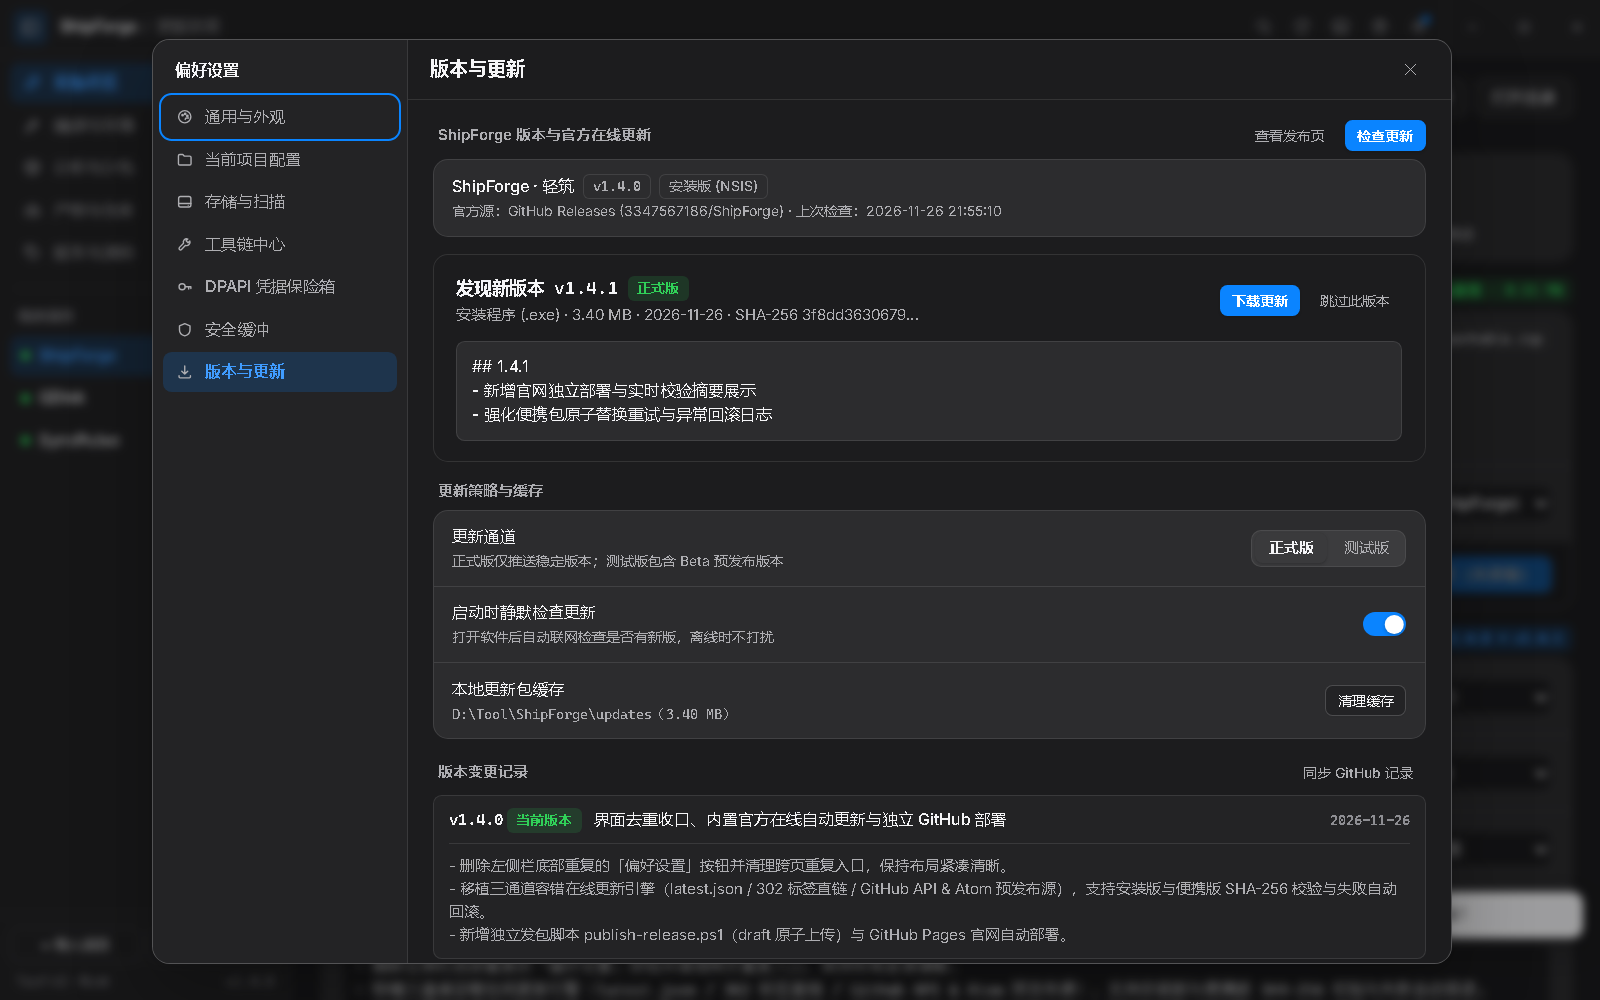 偏好设置
通用与外观
当前项目配置
存储与扫描
工具链中心
DPAPI 凭据保险箱
安全缓冲
版本与更新
版本与更新
ShipForge 版本与官方在线更新
查看发布页
检查更新
ShipForge · 轻筑 v1.4.0 安装版 (NSIS)
官方源：GitHub Releases (3347567186/ShipForge) · 上次检查：2026-11-26 21:55:10
发现新版本 v1.4.1 正式版
安装程序 (.exe) · 3.40 MB · 2026-11-26 · SHA-256 3f8dd3630679...
下载更新
跳过此版本
## 1.4.1
- 新增官网独立部署与实时校验摘要展示
- 强化便携包原子替换重试与异常回滚日志
更新策略与缓存
更新通道
正式版仅推送稳定版本；测试版包含 Beta 预发布版本
正式版 测试版
启动时静默检查更新
打开软件后自动联网检查是否有新版，离线时不打扰
本地更新包缓存
D:\Tool\ShipForge\updates（3.40 MB）
清理缓存
版本变更记录
同步 GitHub 记录
v1.4.0 当前版本 界面去重收口、内置官方在线自动更新与独立 GitHub 部署
2026-11-26
- 删除左侧栏底部重复的「偏好设置」按钮并清理跨页重复入口，保持布局紧凑清晰。
- 移植三通道容错在线更新引擎（latest.json / 302 标签直链 / GitHub API & Atom 预发布源），支持安装版与便携版 SHA-256 校验与失败自动
回滚。
- 新增独立发包脚本 publish-release.ps1（draft 原子上传）与 GitHub Pages 官网自动部署。